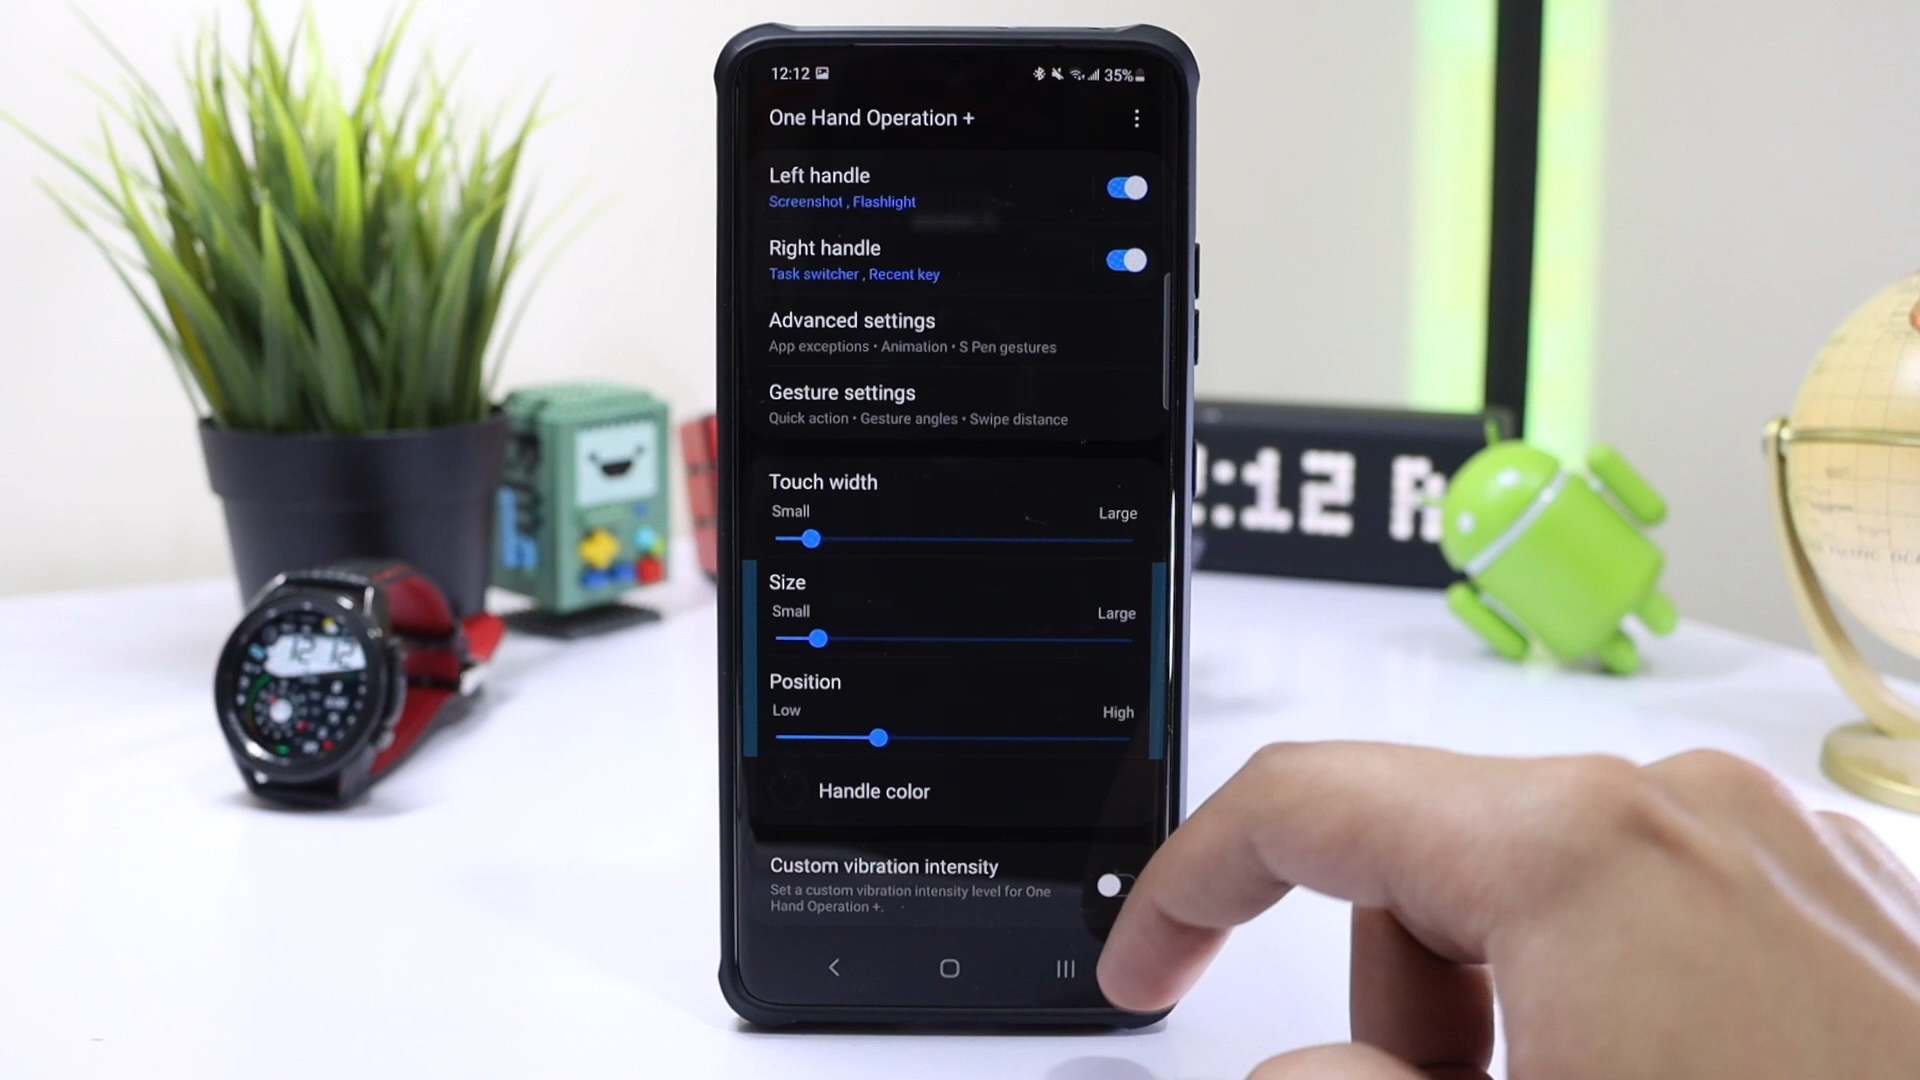 12:12
35%
One Hand Operation +
Left handle
Screenshot , Flashlight
Right handle
Task switcher , Recent key
Advanced settings
App exceptions • Animation • S Pen gestures
Gesture settings
Quick action • Gesture angles • Swipe distance
Touch width
Small Large
Size
Small Large
Position
Low High
Handle color
Custom vibration intensity
Set a custom vibration intensity level for One
Hand Operation +.
:12
12 12